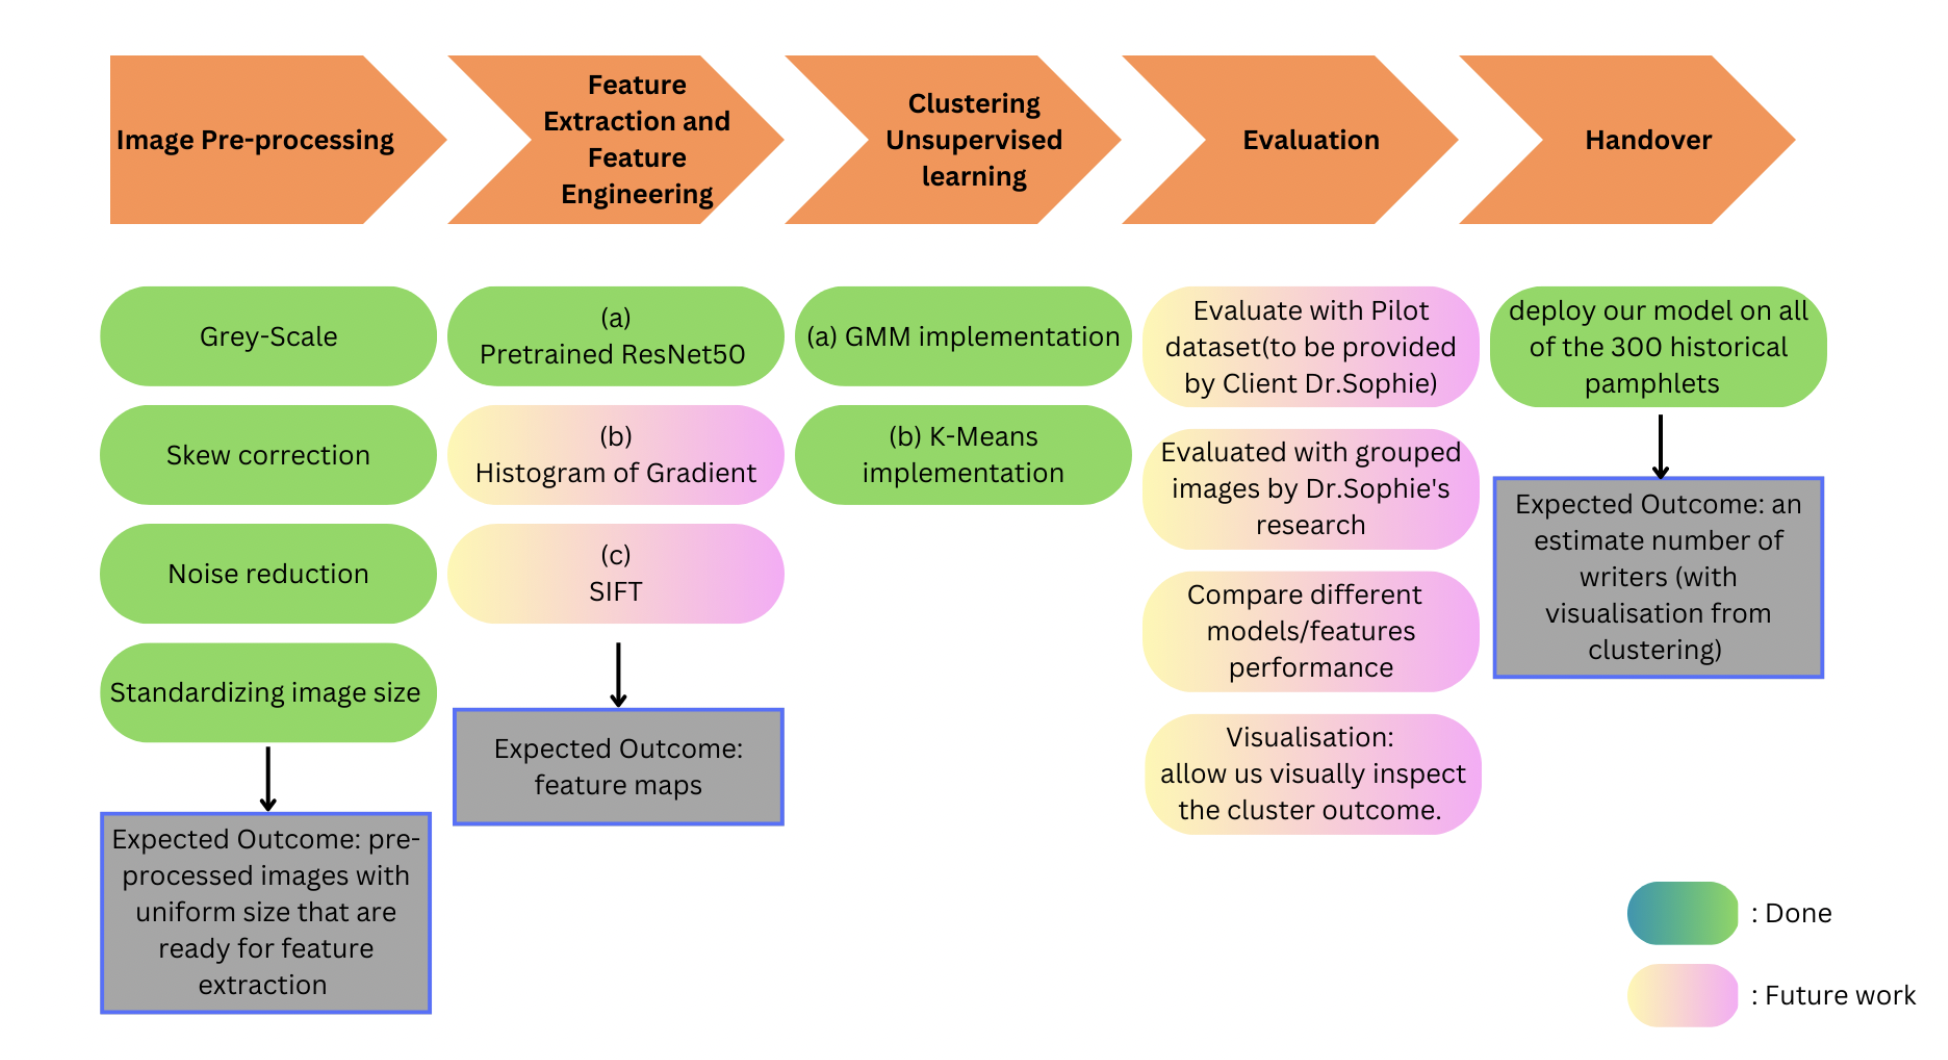 Image Pre-processing
Feature
Extraction and
Feature
Engineering
Clustering
Unsupervised
learning
Evaluation
Handover
Grey-Scale
Skew correction
Noise reduction
Standardizing image size
Expected Outcome: pre-
processed images with
uniform size that are
ready for feature
extraction
(a)
Pretrained ResNet50
(b)
Histogram of Gradient
(c)
SIFT
Expected Outcome:
feature maps
(a) GMM implementation
(b) K-Means
implementation
Evaluate with Pilot
dataset(to be provided
by Client Dr.Sophie)
Evaluated with grouped
images by Dr.Sophie's
research
Compare different
models/features
performance
Visualisation:
allow us visually inspect
the cluster outcome.
deploy our model on all
of the 300 historical
pamphlets
Expected Outcome: an
estimate number of
writers (with
visualisation from
clustering)
: Done
: Future work